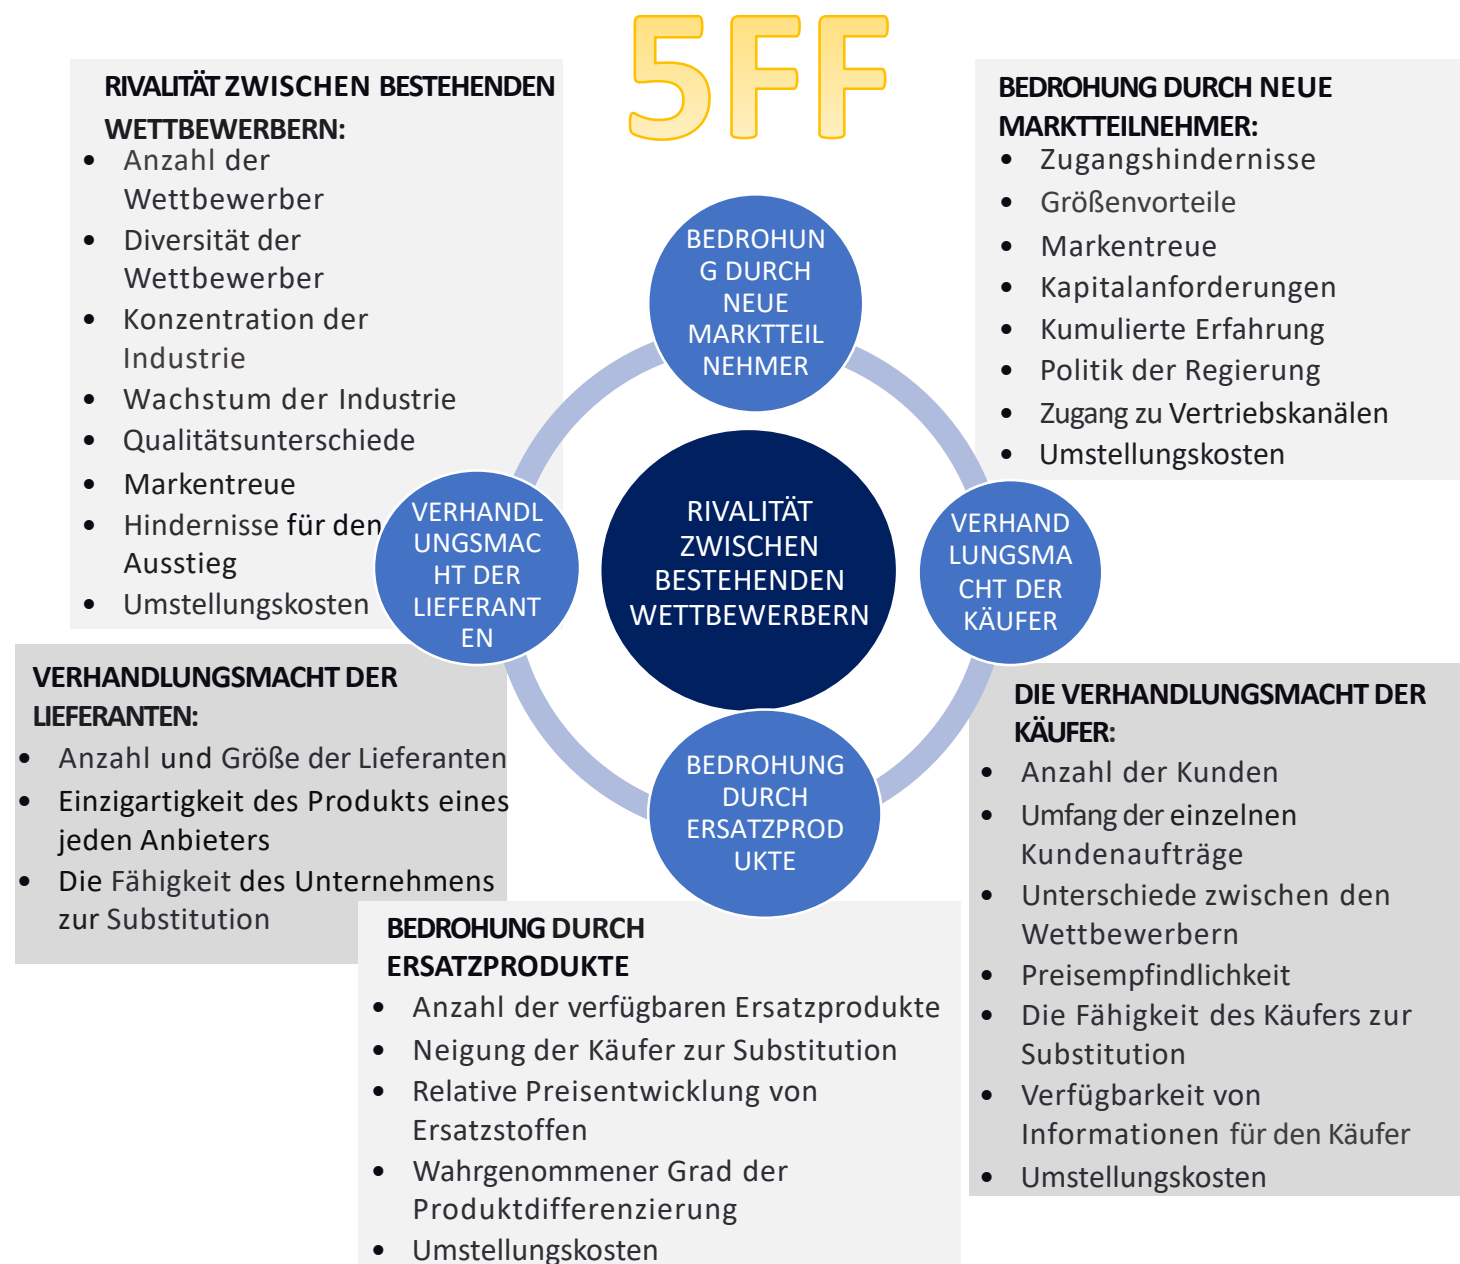 5FF
RIVALITÄT ZWISCHEN BESTEHENDEN
WETTBEWERBERN:
• Anzahl der
Wettbewerber
• Diversität der
Wettbewerber
• Konzentration der
Industrie
• Wachstum der Industrie
• Qualitätsunterschiede
• Markentreue
• Hindernisse für den
Ausstieg
• Umstellungskosten
BEDROHUNG DURCH NEUE
MARKTTEILNEHMER:
• Zugangshindernisse
• Größenvorteile
• Markentreue
• Kapitalanforderungen
• Kumulierte Erfahrung
• Politik der Regierung
• Zugang zu Vertriebskanälen
• Umstellungskosten
BEDROHUN
G DURCH
NEUE
MARKTTEIL
NEHMER
VERHANDL
UNGSMAC
HT DER
LIEFERANT
EN
RIVALITÄT
ZWISCHEN
BESTEHENDEN
WETTBEWERBERN
VERHAND
LUNGSMA
CHT DER
KÄUFER
BEDROHUNG
DURCH
ERSATZPROD
UKTE
VERHANDLUNGSMACHT DER
LIEFERANTEN:
• Anzahl und Größe der Lieferanten
• Einzigartigkeit des Produkts eines
jeden Anbieters
• Die Fähigkeit des Unternehmens
zur Substitution
DIE VERHANDLUNGSMACHT DER
KÄUFER:
• Anzahl der Kunden
• Umfang der einzelnen
Kundenaufträge
• Unterschiede zwischen den
Wettbewerbern
• Preisempfindlichkeit
• Die Fähigkeit des Käufers zur
Substitution
• Verfügbarkeit von
Informationen für den Käufer
• Umstellungskosten
BEDROHUNG DURCH
ERSATZPRODUKTE
• Anzahl der verfügbaren Ersatzprodukte
• Neigung der Käufer zur Substitution
• Relative Preisentwicklung von
Ersatzstoffen
• Wahrgenommener Grad der
Produktdifferenzierung
• Umstellungskosten